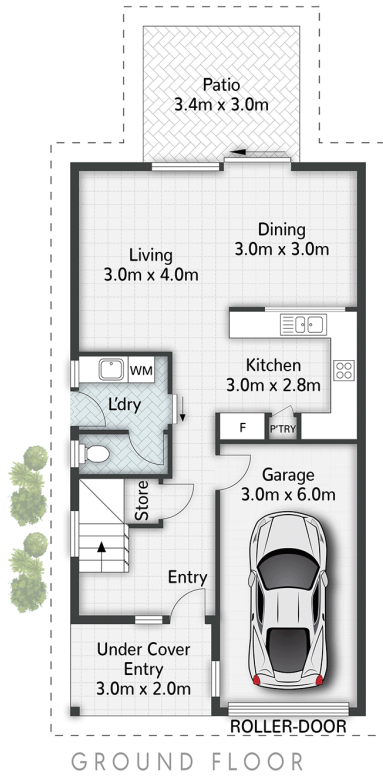 Patio
3.4m x 3.0m
Dining
3.0m x 3.0m
Living
3.0m x 4.0m
Kitchen
3.0m x 2.8m
WM
L'dry
F
P'TRY
Garage
3.0m x 6.0m
Store
Entry
Under Cover
Entry
3.0m x 2.0m
ROLLER-DOOR
GROUND FLOOR